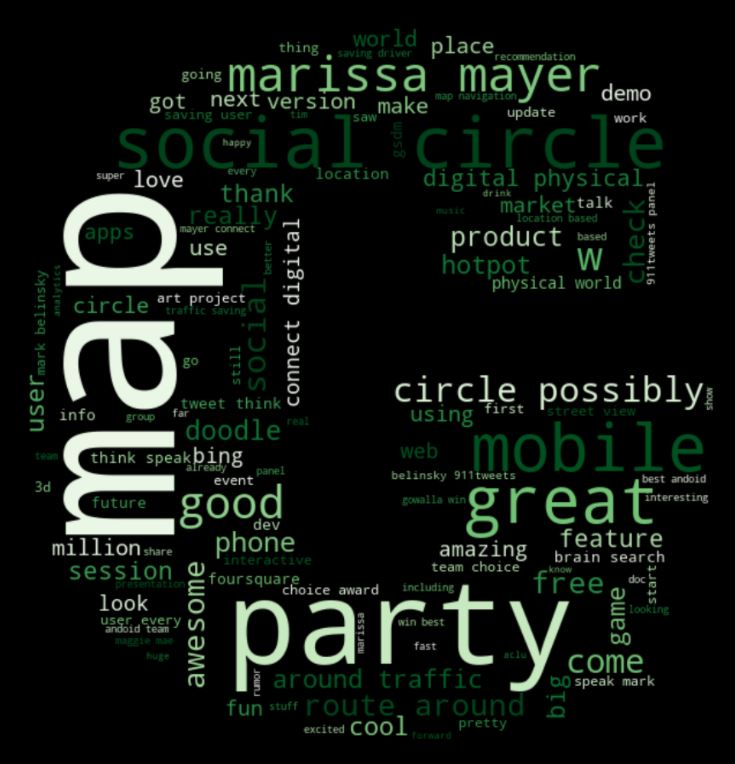 thing
world
saving driver
place
recommendation
going
marissa mayer
demo
got
next
version
make
map navigation
saving user
tim
saw
update
work
gsdm
social circle
happy
super
love
every
location
digital physical
thank
drink
market
talk
911tweets panel
really
music
location based
apps
mayer connect
use
better
connect digital
product
w
based
check
hotpot
physical world
map
mark belinsky
analytics
circle
art project
traffic saving
social
still
go
user
circle possibly
show
info
group
far
tweet think
real
using
first
street view
doodle
web
mobile
team
think speak
bing
already
panel
belinsky 911tweets
best andoid
3d
event
future
good
gowalla win
great
interesting
dev
million
share
phone
interactive
amazing
feature
brain search
session
foursquare
team choice
know
presentation
awesome
choice award
including
free
doc
start
look
user every
party
game
looking
andoid team
maggie mae
marissa
win best
fast
huge
aclu
come
rumor
around traffic
big
speak mark
fun
stuff
route around
excited
cool
pretty
forward